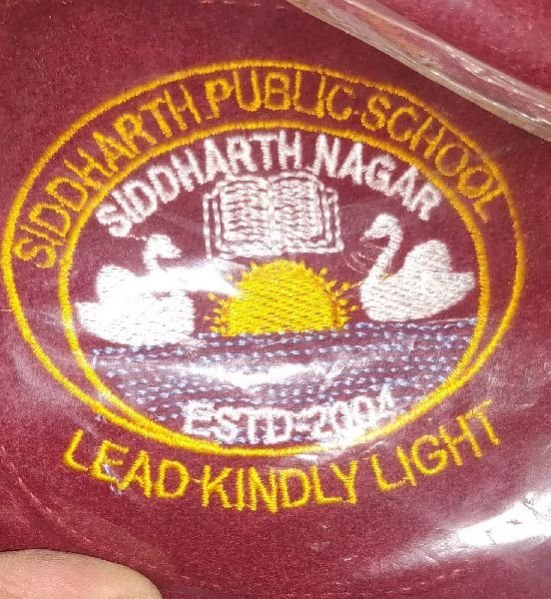 SIDDHARTH PUBLIC SCHOOL
SIDDHARTH NAGAR
ESTD-2004
LEAD KINDLY LIGHT